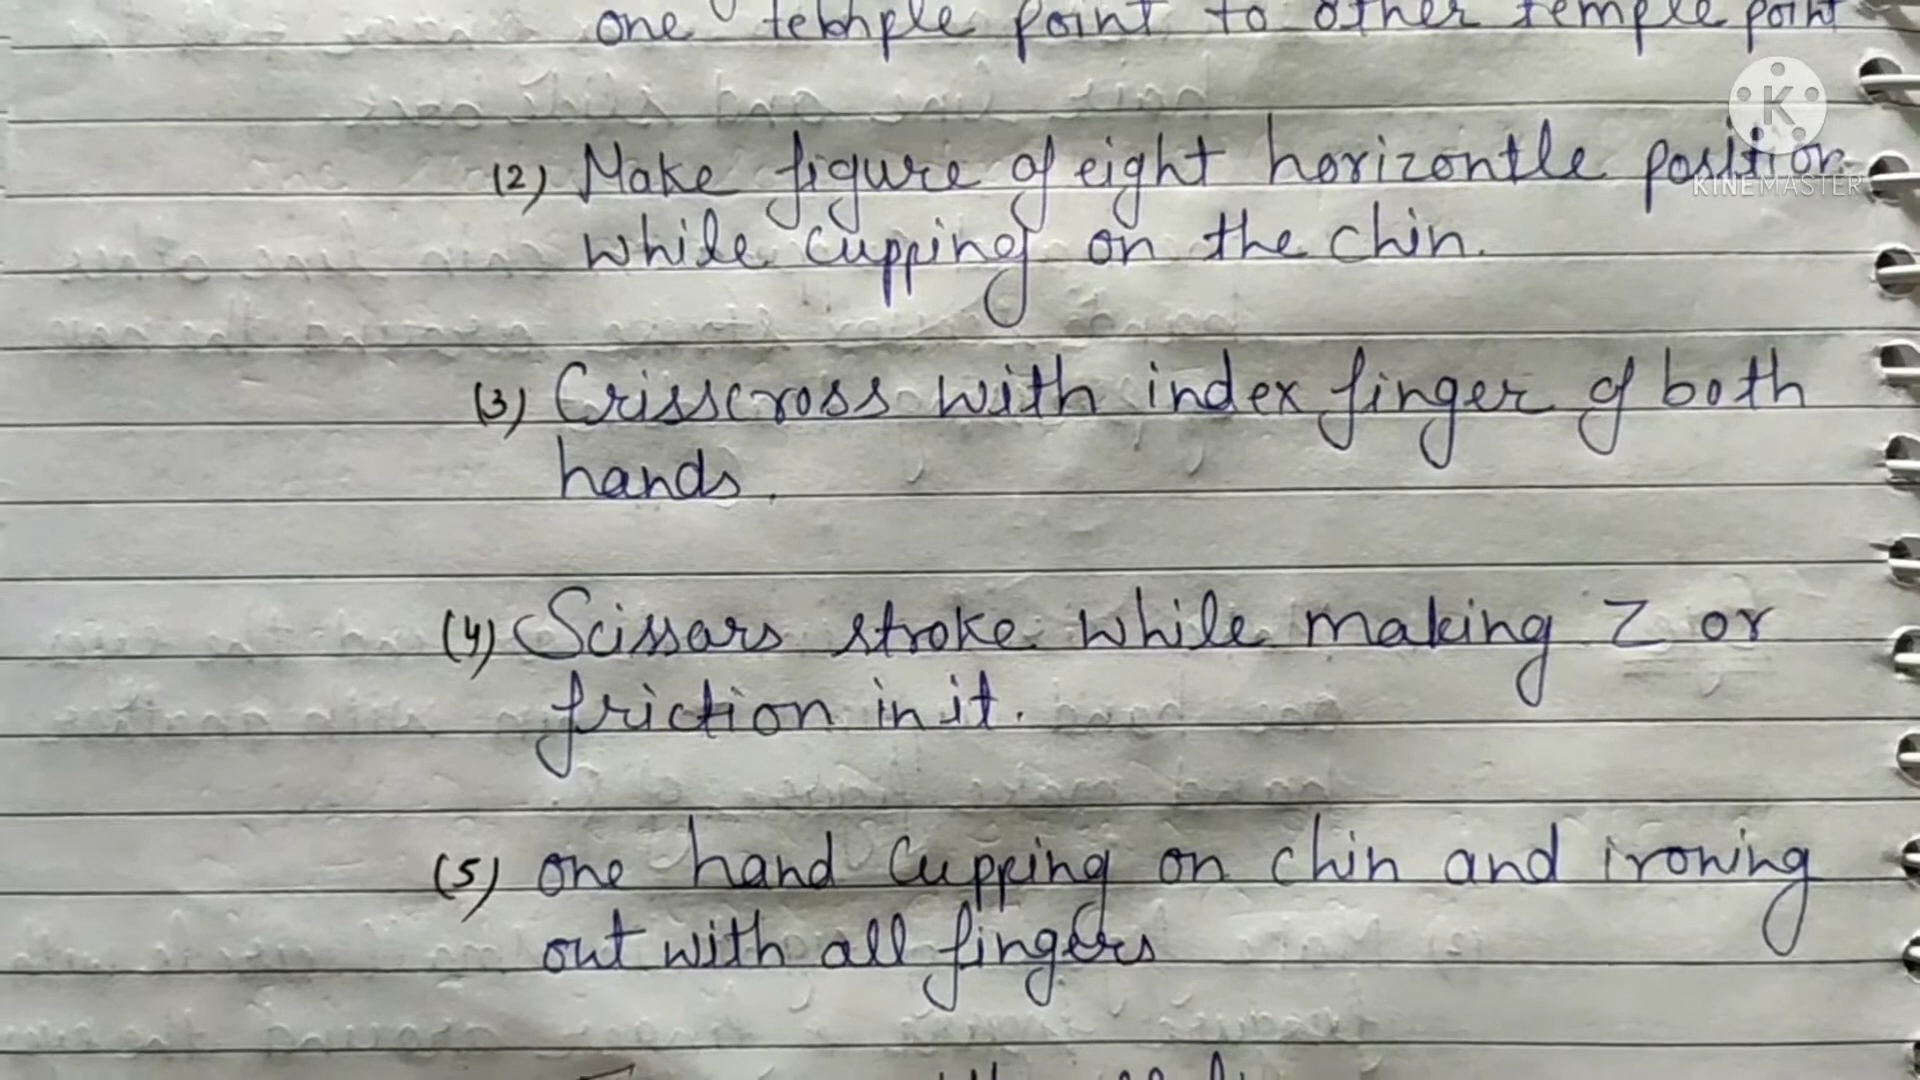 one temple point to other temple point
(2) Make figure of eight horizontle position
while cupping on the chin.
(3) Crisscross with index finger of both
hands.
(4) Scissars stroke while making Z or
friction in it.
(5) one hand cupping on chin and ironing
out with all fingers
K
KINEMASTER